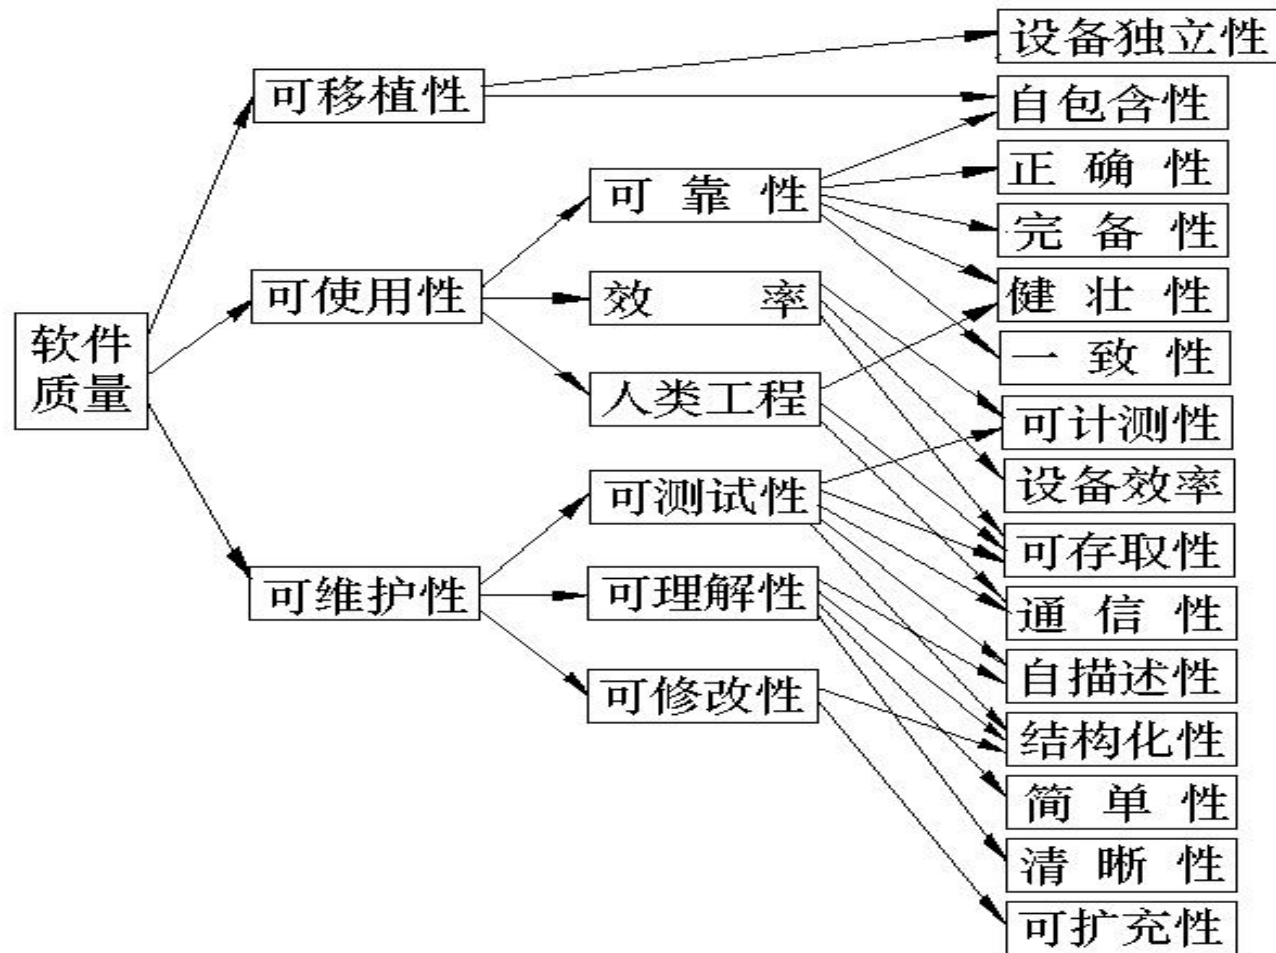 软件
质量
可移植性
可使用性
可维护性
可靠性
效率
人类工程
可测试性
可理解性
可修改性
设备独立性
自包含性
正确性
完备性
健壮性
一致性
可计测性
设备效率
可存取性
通信性
自描述性
结构化性
简单性
清晰性
可扩充性